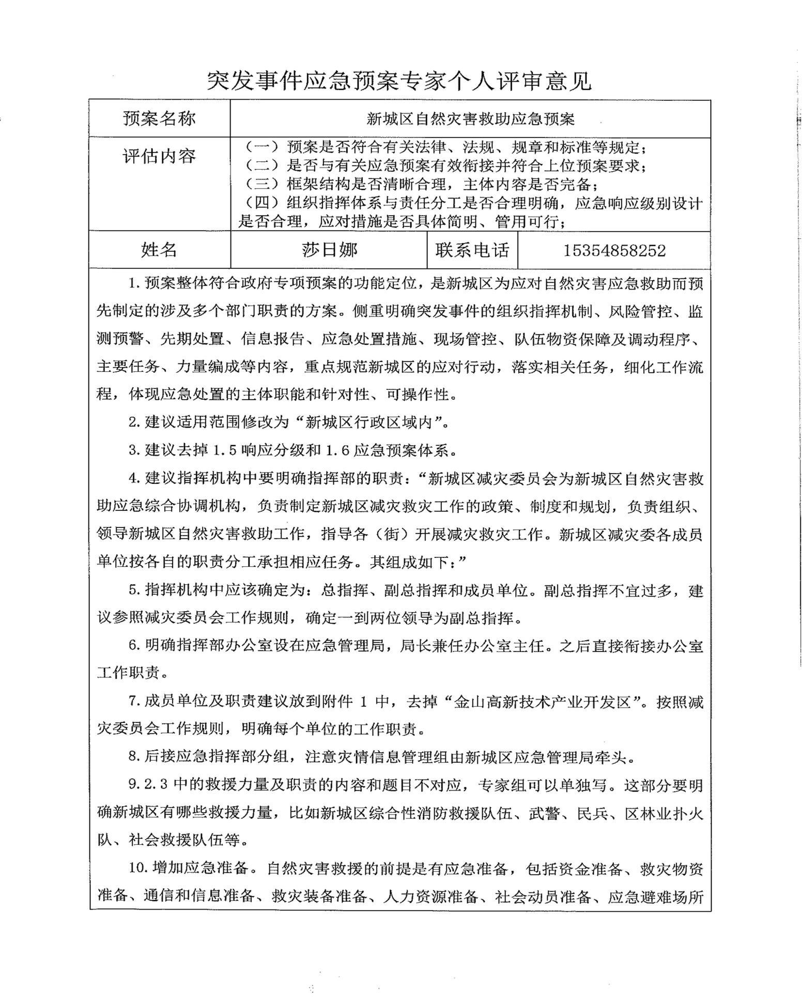 突发事件应急预案专家个人评审意见
预案名称
新城区自然灾害救助应急预案
评估内容
（一）预案是否符合有关法律、法规、规章和标准等规定；
（二）是否与有关应急预案有效衔接并符合上位预案要求；
（三）框架结构是否清晰合理，主体内容是否完备；
（四）组织指挥体系与责任分工是否合理明确，应急响应级别设计
是否合理，应对措施是否具体简明、管用可行；
姓名
莎日娜
联系电话
15354858252
1.预案整体符合政府专项预案的功能定位，是新城区为应对自然灾害应急救助而预
先制定的涉及多个部门职责的方案。侧重明确突发事件的组织指挥机制、风险管控、监
测预警、先期处置、信息报告、应急处置措施、现场管控、队伍物资保障及调动程序、
主要任务、力量编成等内容，重点规范新城区的应对行动，落实相关任务，细化工作流
程，体现应急处置的主体职能和针对性、可操作性。
2.建议适用范围修改为“新城区行政区域内”。
3.建议去掉 1.5 响应分级和 1.6 应急预案体系。
4.建议指挥机构中要明确指挥部的职责：“新城区减灾委员会为新城区自然灾害救
助应急综合协调机构，负责制定新城区减灾救灾工作的政策、制度和规划，负责组织、
领导新城区自然灾害救助工作，指导各（街）开展减灾救灾工作。新城区减灾委各成员
单位按各自的职责分工承担相应任务。其组成如下：”
5.指挥机构中应该确定为：总指挥、副总指挥和成员单位。副总指挥不宜过多，建
议参照减灾委员会工作规则，确定一到两位领导为副总指挥。
6.明确指挥部办公室设在应急管理局，局长兼任办公室主任。之后直接衔接办公室
工作职责。
7.成员单位及职责建议放到附件 1 中，去掉“金山高新技术产业开发区”。按照减
灾委员会工作规则，明确每个单位的工作职责。
8.后接应急指挥部分组，注意灾情信息管理组由新城区应急管理局牵头。
9.2.3 中的救援力量及职责的内容和题目不对应，专家组可以单独写。这部分要明
确新城区有哪些救援力量，比如新城区综合性消防救援队伍、武警、民兵、区林业扑火
队、社会救援队伍等。
10.增加应急准备。自然灾害救援的前提是有应急准备，包括资金准备、救灾物资
准备、通信和信息准备、救灾装备准备、人力资源准备、社会动员准备、应急避难场所